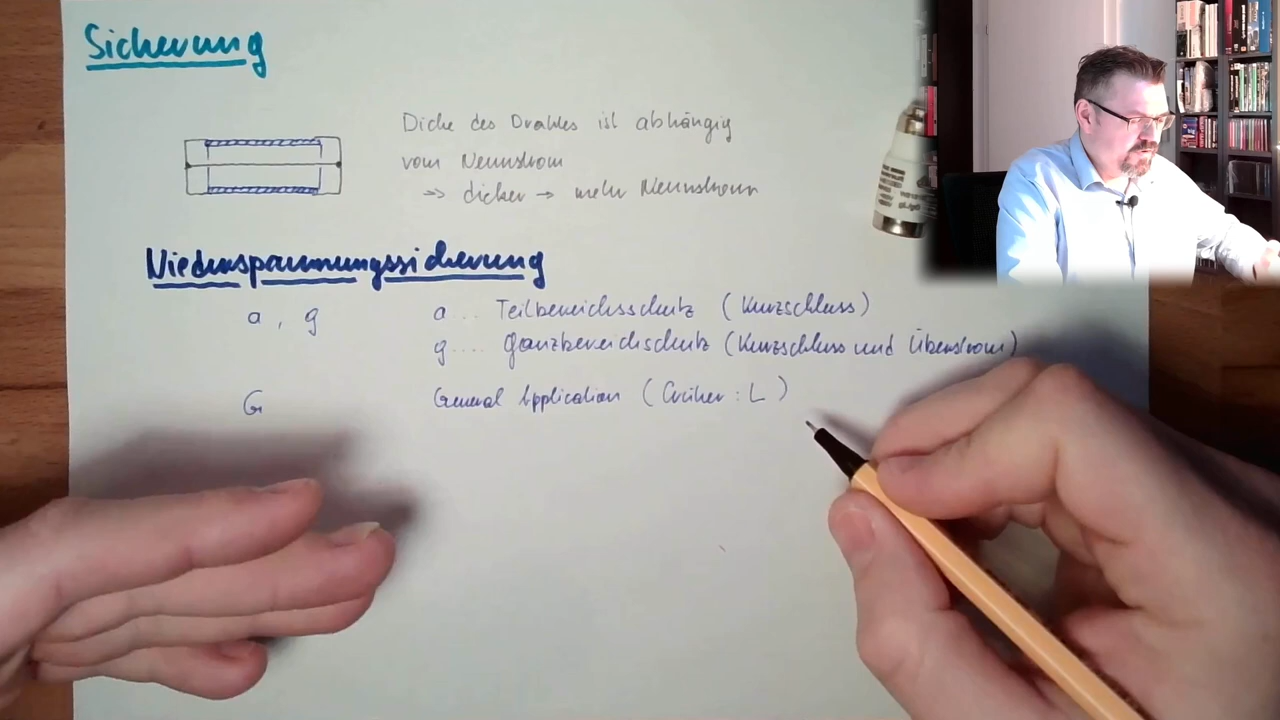 Sicherung
Dicke des Drahtes ist abhängig
vom Nennstrom
⇒ dicker → mehr Nennstrom
Niederspannungssicherung
a , g
a ... Teilbereichsschutz (Kurzschluss)
g .... Ganzbereichschutz (Kurzschluss und Überstrom)
G
General Application (früher : L)